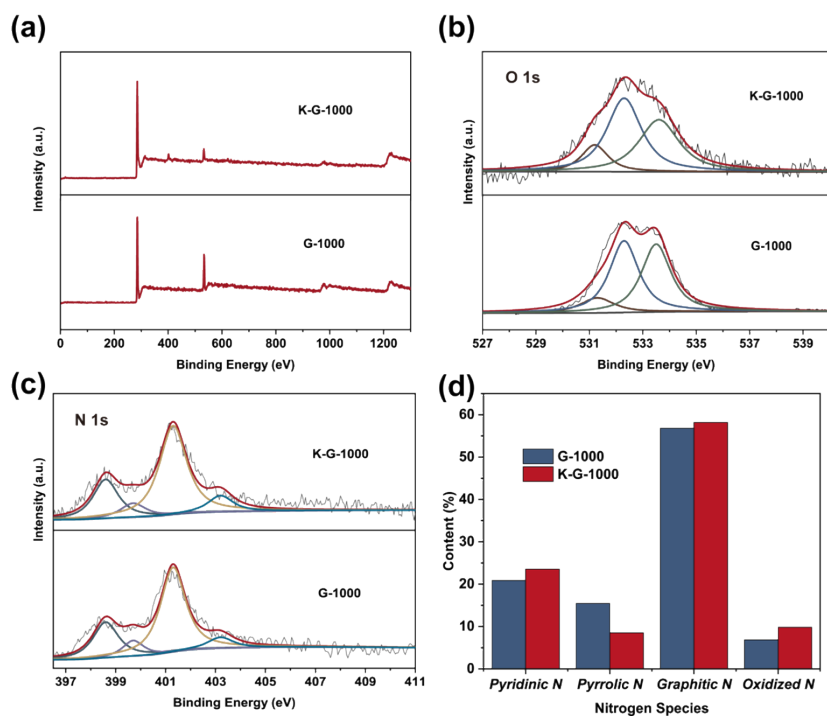 (a)
K-G-1000
G-1000
Intensity (a.u.)
0 200 400 600 800 1000 1200
Binding Energy (eV)
(b)
O 1s
K-G-1000
G-1000
Intensity (a.u.)
527 529 531 533 535 537 539
Binding Energy (eV)
(c)
N 1s
K-G-1000
G-1000
Intensity (a.u.)
397 399 401 403 405 407 409 411
Binding Energy (eV)
(d)
60
50
40
30
20
10
0
Content (%)
G-1000
K-G-1000
Pyridinic N Pyrrolic N Graphitic N Oxidized N
Nitrogen Species